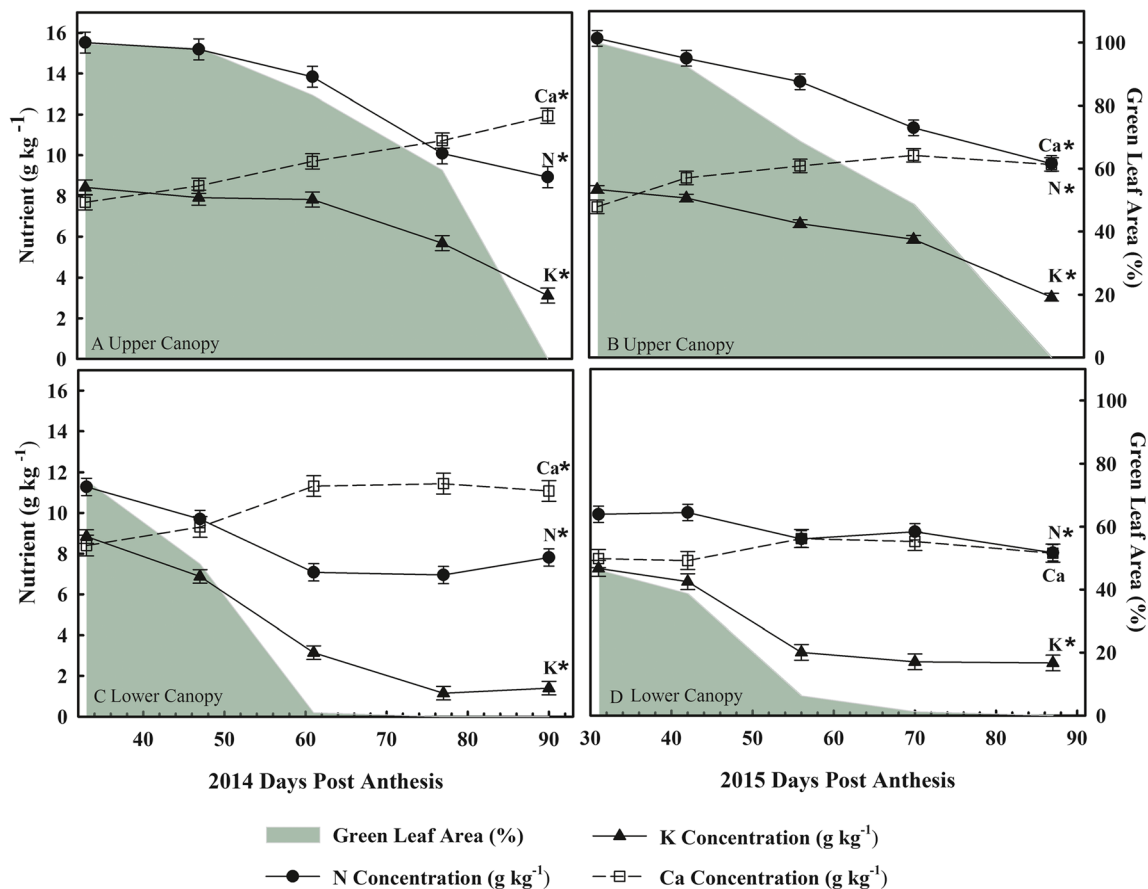 16
14
12
10
8
6
4
2
0
Nutrient (g kg⁻¹)
Ca*
N*
K*
A Upper Canopy
Ca*
N*
K*
B Upper Canopy
100
80
60
40
20
0
Green Leaf Area (%)
16
14
12
10
8
6
4
2
0
Nutrient (g kg⁻¹)
Ca*
N*
K*
C Lower Canopy
N*
Ca
K*
D Lower Canopy
100
80
60
40
20
0
Green Leaf Area (%)
40 50 60 70 80 90
30 40 50 60 70 80 90
2014 Days Post Anthesis
2015 Days Post Anthesis
Green Leaf Area (%)
K Concentration (g kg⁻¹)
N Concentration (g kg⁻¹)
Ca Concentration (g kg⁻¹)